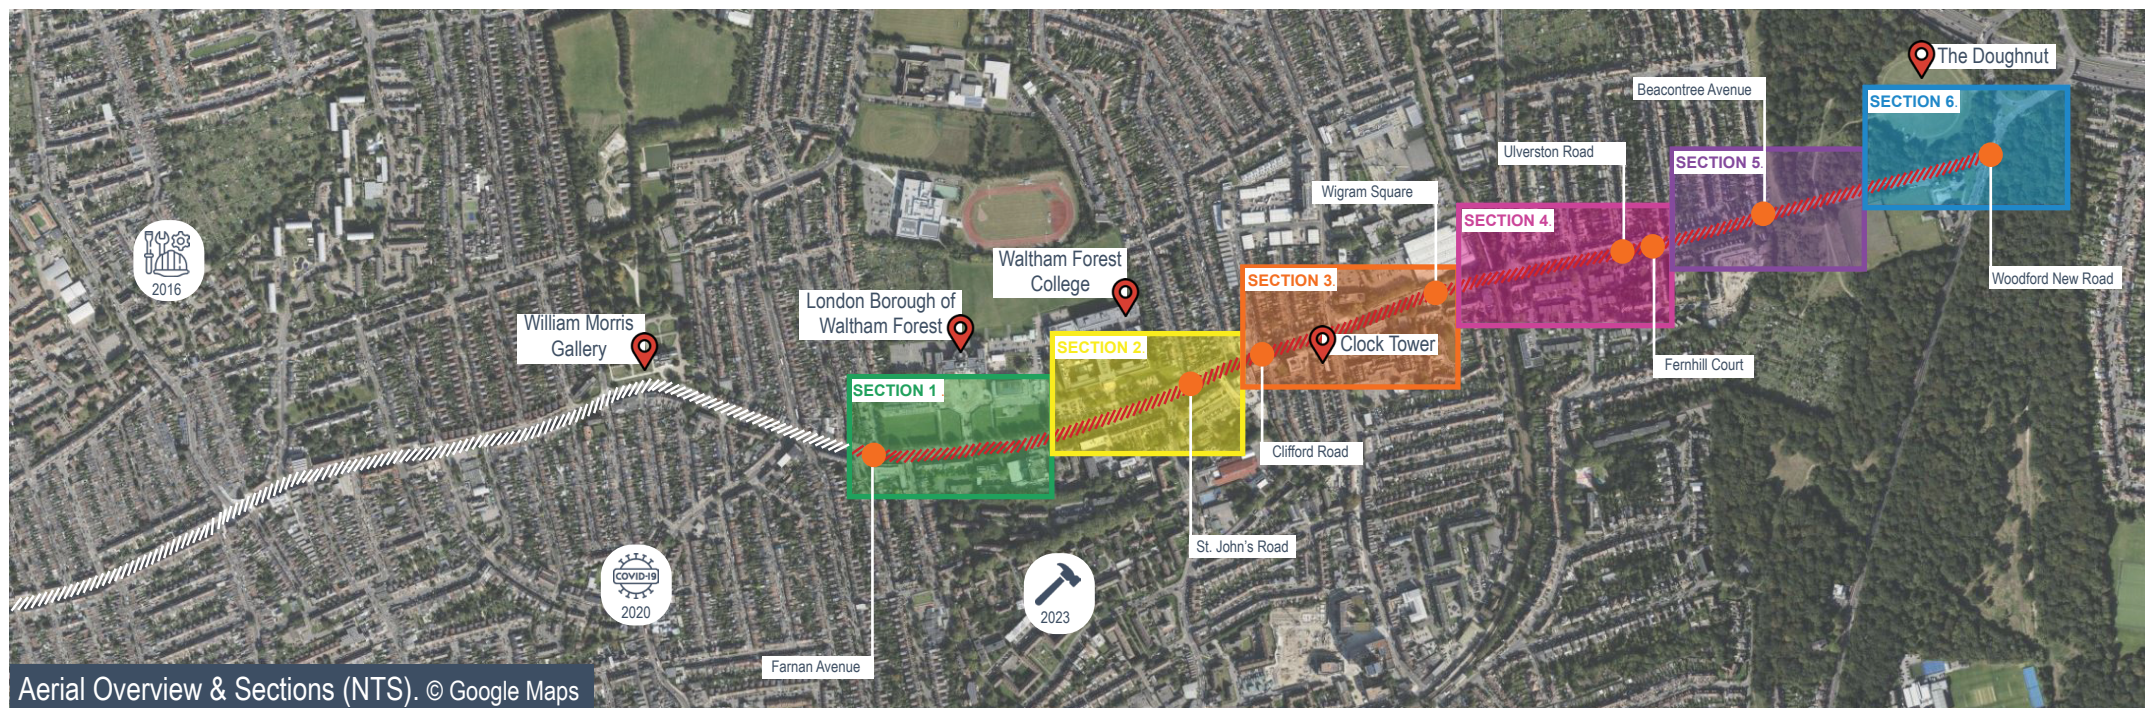 The Doughnut
Beacontree Avenue
SECTION 6.
Ulverston Road
SECTION 5.
Wigram Square
SECTION 4.
2016
Waltham Forest
College
SECTION 3.
Woodford New Road
London Borough of
Waltham Forest
William Morris
Gallery
SECTION 2.
Clock Tower
Fernhill Court
SECTION 1.
Clifford Road
St. John's Road
COVID-19
2020
2023
Farnan Avenue
Aerial Overview & Sections (NTS). © Google Maps